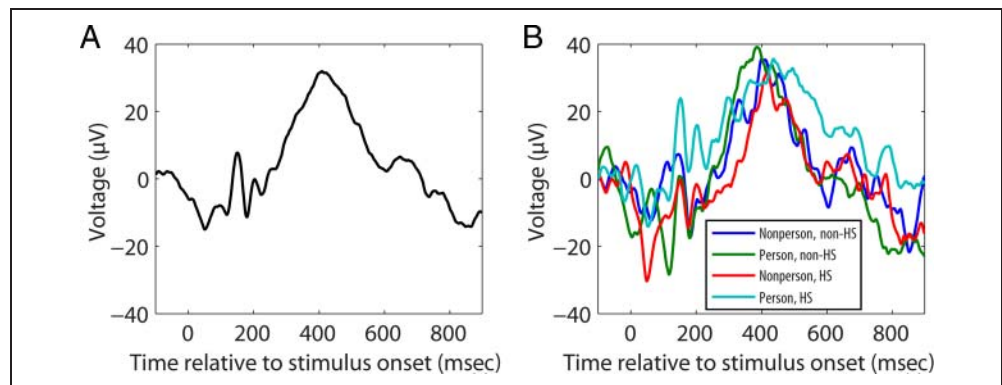 A
40
20
0
−20
−40
Voltage (µV)
0 200 400 600 800
Time relative to stimulus onset (msec)
B
40
20
0
−20
−40
Voltage (µV)
Nonperson, non-HS
Person, non-HS
Nonperson, HS
Person, HS
0 200 400 600 800
Time relative to stimulus onset (msec)